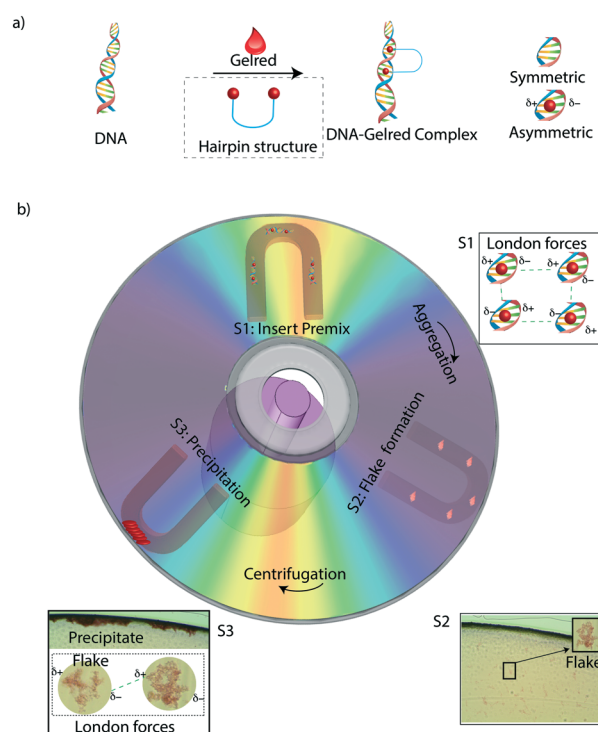 a)
Gelred
DNA
Hairpin structure
DNA-Gelred Complex
Symmetric
δ+
δ−
Asymmetric
b)
S1
London forces
δ+
δ−
δ+
δ−
δ−
δ+
δ−
δ+
S1: Insert Premix
Aggregation
S2: Flake formation
S3: Precipitation
Centrifugation
S3
Precipitate
Flake
δ+
δ−
δ+
δ−
London forces
S2
Flake